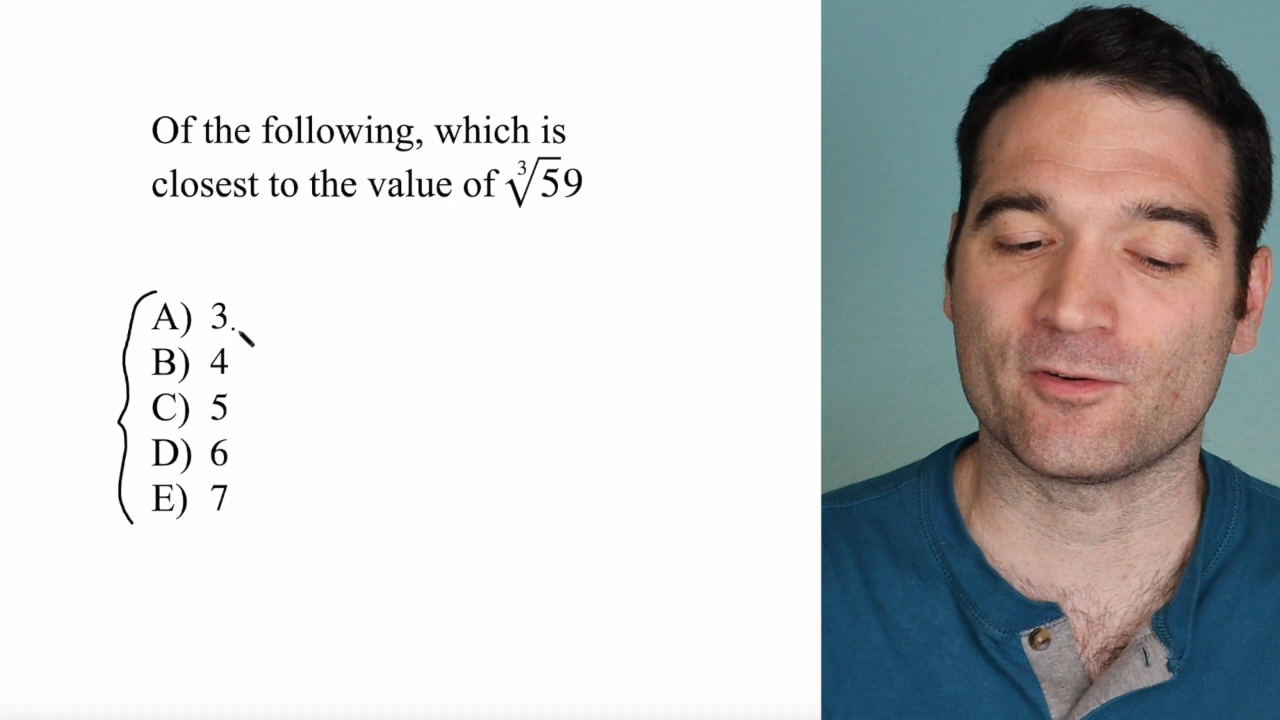 Of the following, which is
closest to the value of ∛59
A) 3.
B) 4
C) 5
D) 6
E) 7